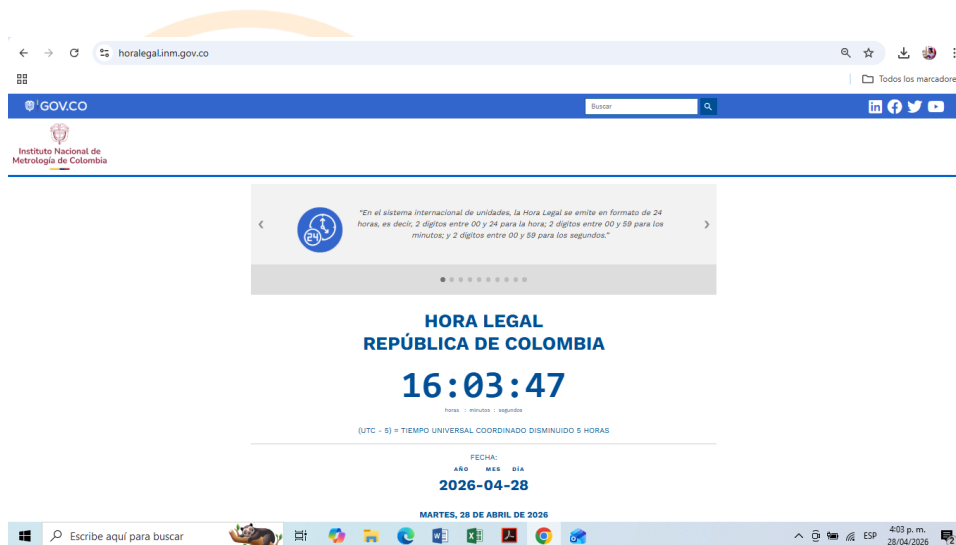 horalegal.inm.gov.co
Todos los marcadore
GOV.CO
Buscar
Instituto Nacional de
Metrología de Colombia
"En el sistema internacional de unidades, la Hora Legal se emite en formato de 24
horas, es decir, 2 dígitos entre 00 y 24 para la hora; 2 dígitos entre 00 y 59 para los
minutos; y 2 dígitos entre 00 y 59 para los segundos."
24
HORA LEGAL
REPÚBLICA DE COLOMBIA
16:03:47
horas : minutos : segundos
(UTC - 5) = TIEMPO UNIVERSAL COORDINADO DISMINUIDO 5 HORAS
FECHA:
AÑO MES DÍA
2026-04-28
MARTES, 28 DE ABRIL DE 2026
Escribe aquí para buscar
ESP
4:03 p. m.
28/04/2026
2